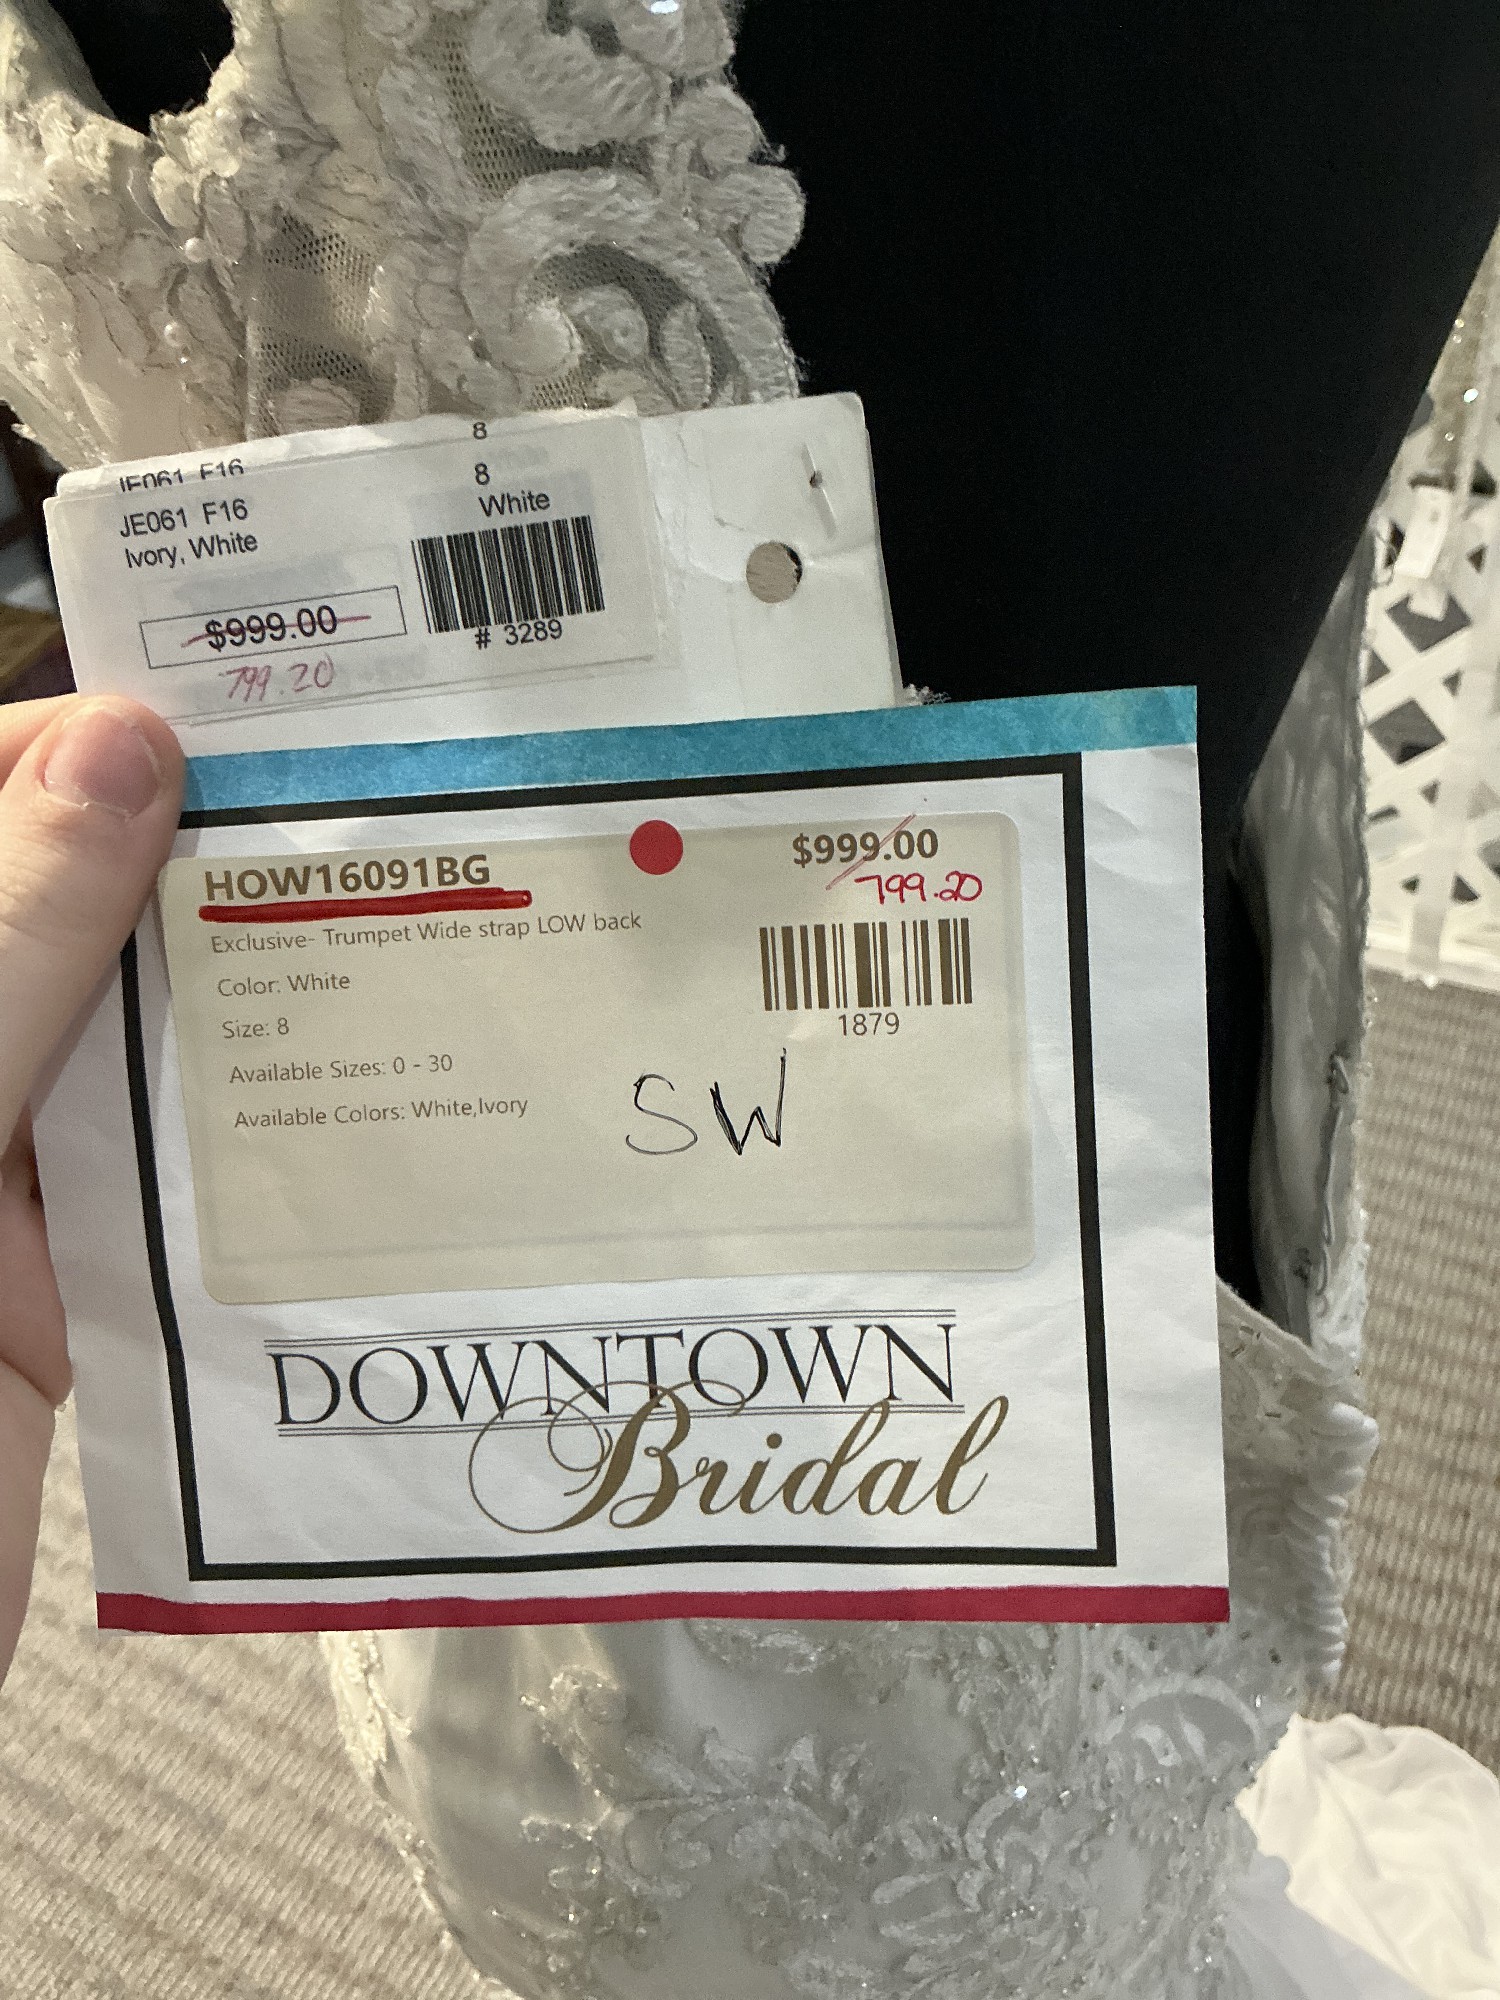 8
JE061 F16
8
JE061 F16
White
Ivory, White
$999.00
# 3289
799.20
HOW16091BG
$999.00
799.20
Exclusive- Trumpet Wide strap LOW back
Color: White
Size: 8
1879
Available Sizes: 0 - 30
Available Colors: White,Ivory
SW
DOWNTOWN
Bridal